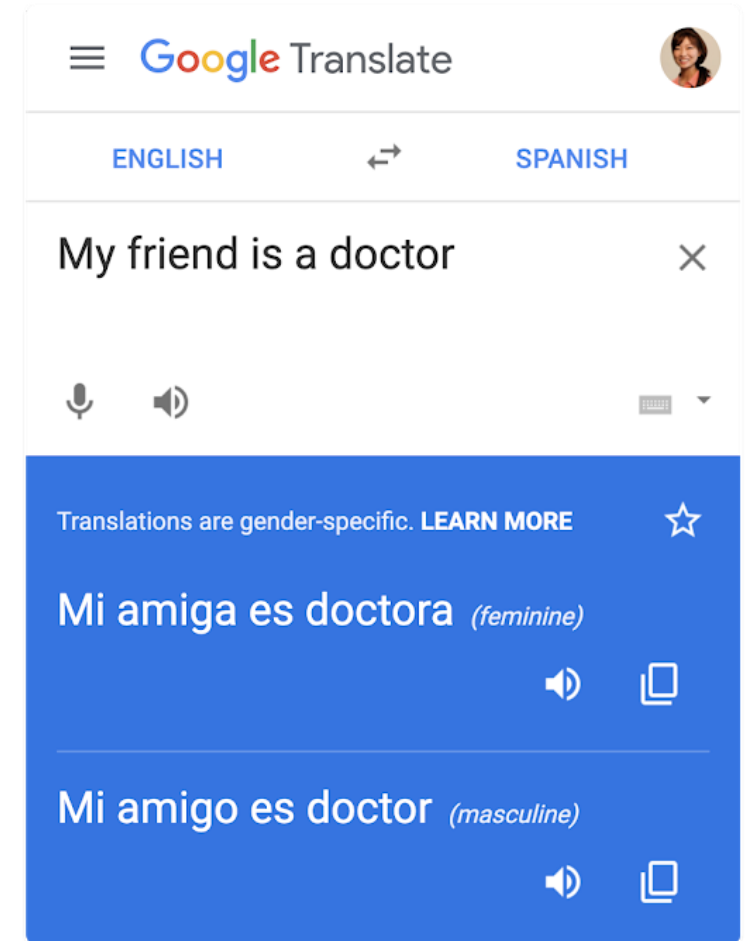 Google Translate
ENGLISH SPANISH
My friend is a doctor
Translations are gender-specific. LEARN MORE
Mi amiga es doctora (feminine)
Mi amigo es doctor (masculine)